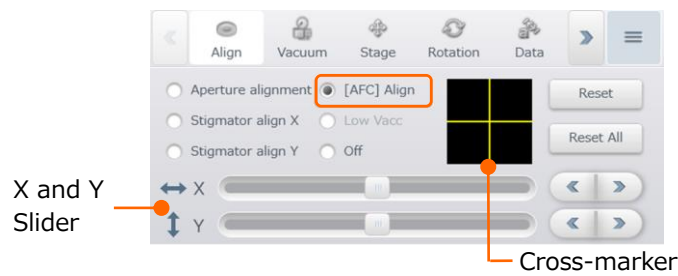 Align Vacuum Stage Rotation Data
Aperture alignment [AFC] Align Reset
Stigmator align X Low Vacc Reset All
Stigmator align Y Off
X and Y
Slider
X
Y
Cross-marker